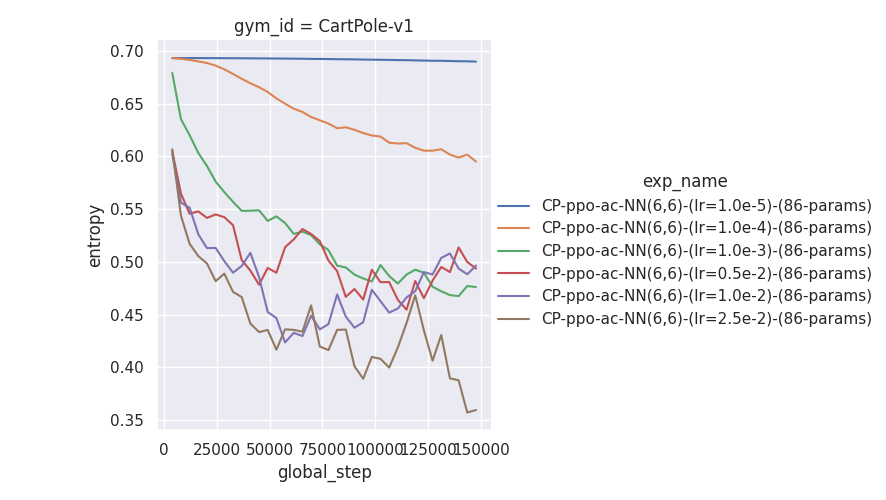 gym_id = CartPole-v1
0.70
0.65
0.60
0.55
0.50
0.45
0.40
0.35
entropy
0 25000 50000 75000 100000 125000 150000
global_step
exp_name
CP-ppo-ac-NN(6,6)-(lr=1.0e-5)-(86-params)
CP-ppo-ac-NN(6,6)-(lr=1.0e-4)-(86-params)
CP-ppo-ac-NN(6,6)-(lr=1.0e-3)-(86-params)
CP-ppo-ac-NN(6,6)-(lr=0.5e-2)-(86-params)
CP-ppo-ac-NN(6,6)-(lr=1.0e-2)-(86-params)
CP-ppo-ac-NN(6,6)-(lr=2.5e-2)-(86-params)